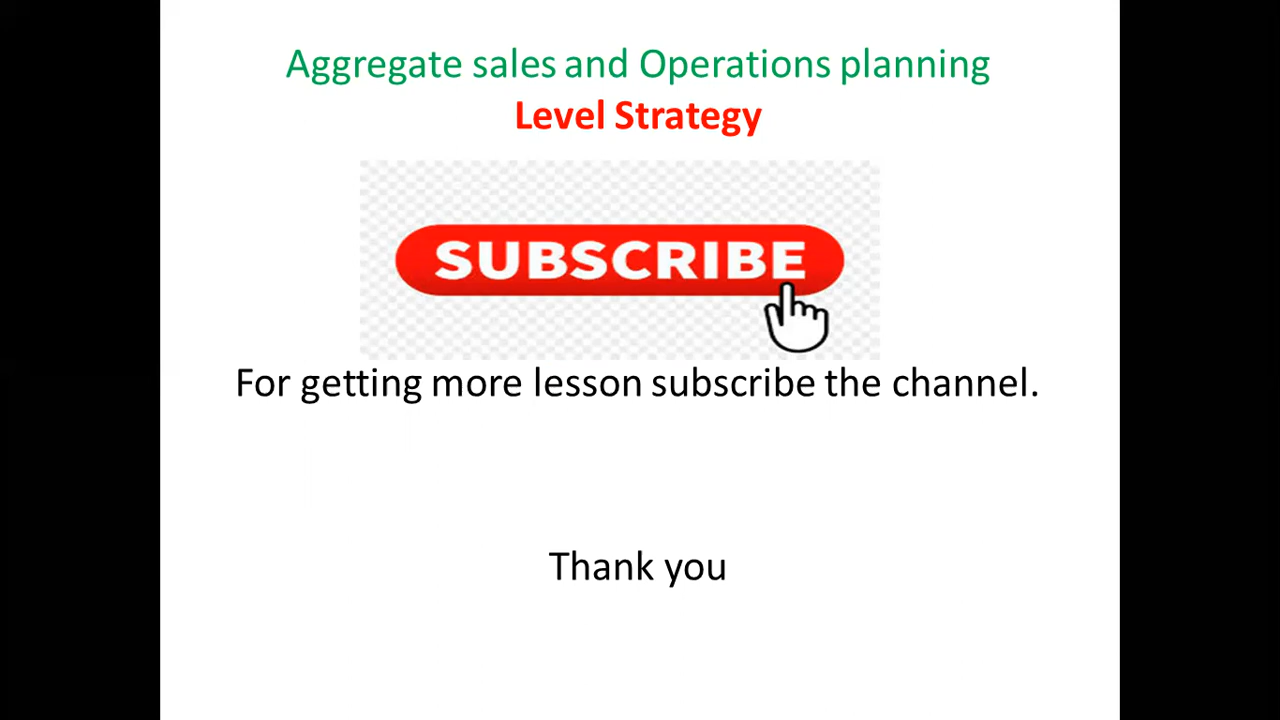 Aggregate sales and Operations planning
Level Strategy
SUBSCRIBE
For getting more lesson subscribe the channel.
Thank you